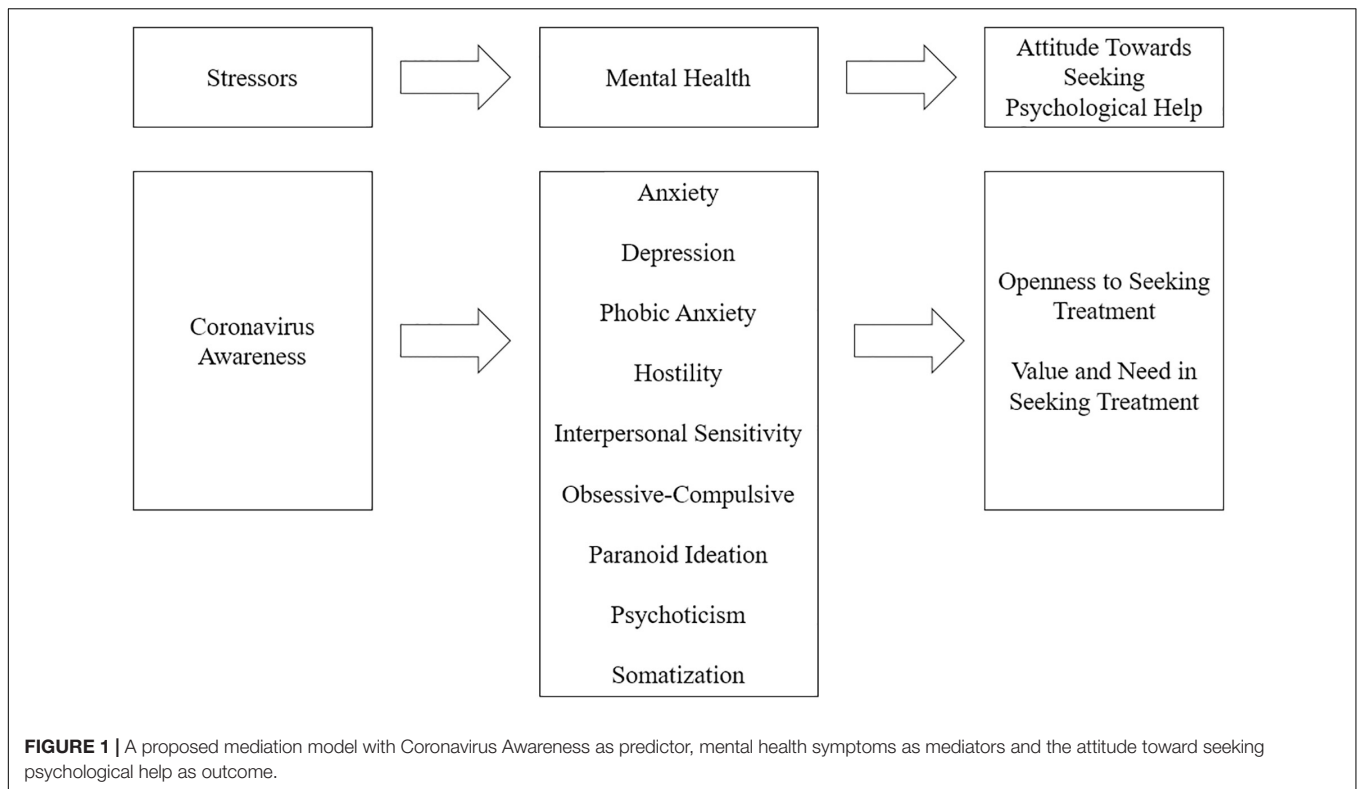 Stressors
Mental Health
Attitude Towards
Seeking
Psychological Help
Coronavirus
Awareness
Anxiety
Depression
Phobic Anxiety
Hostility
Interpersonal Sensitivity
Obsessive-Compulsive
Paranoid Ideation
Psychoticism
Somatization
Openness to Seeking
Treatment
Value and Need in
Seeking Treatment
FIGURE 1 | A proposed mediation model with Coronavirus Awareness as predictor, mental health symptoms as mediators and the attitude toward seeking
psychological help as outcome.